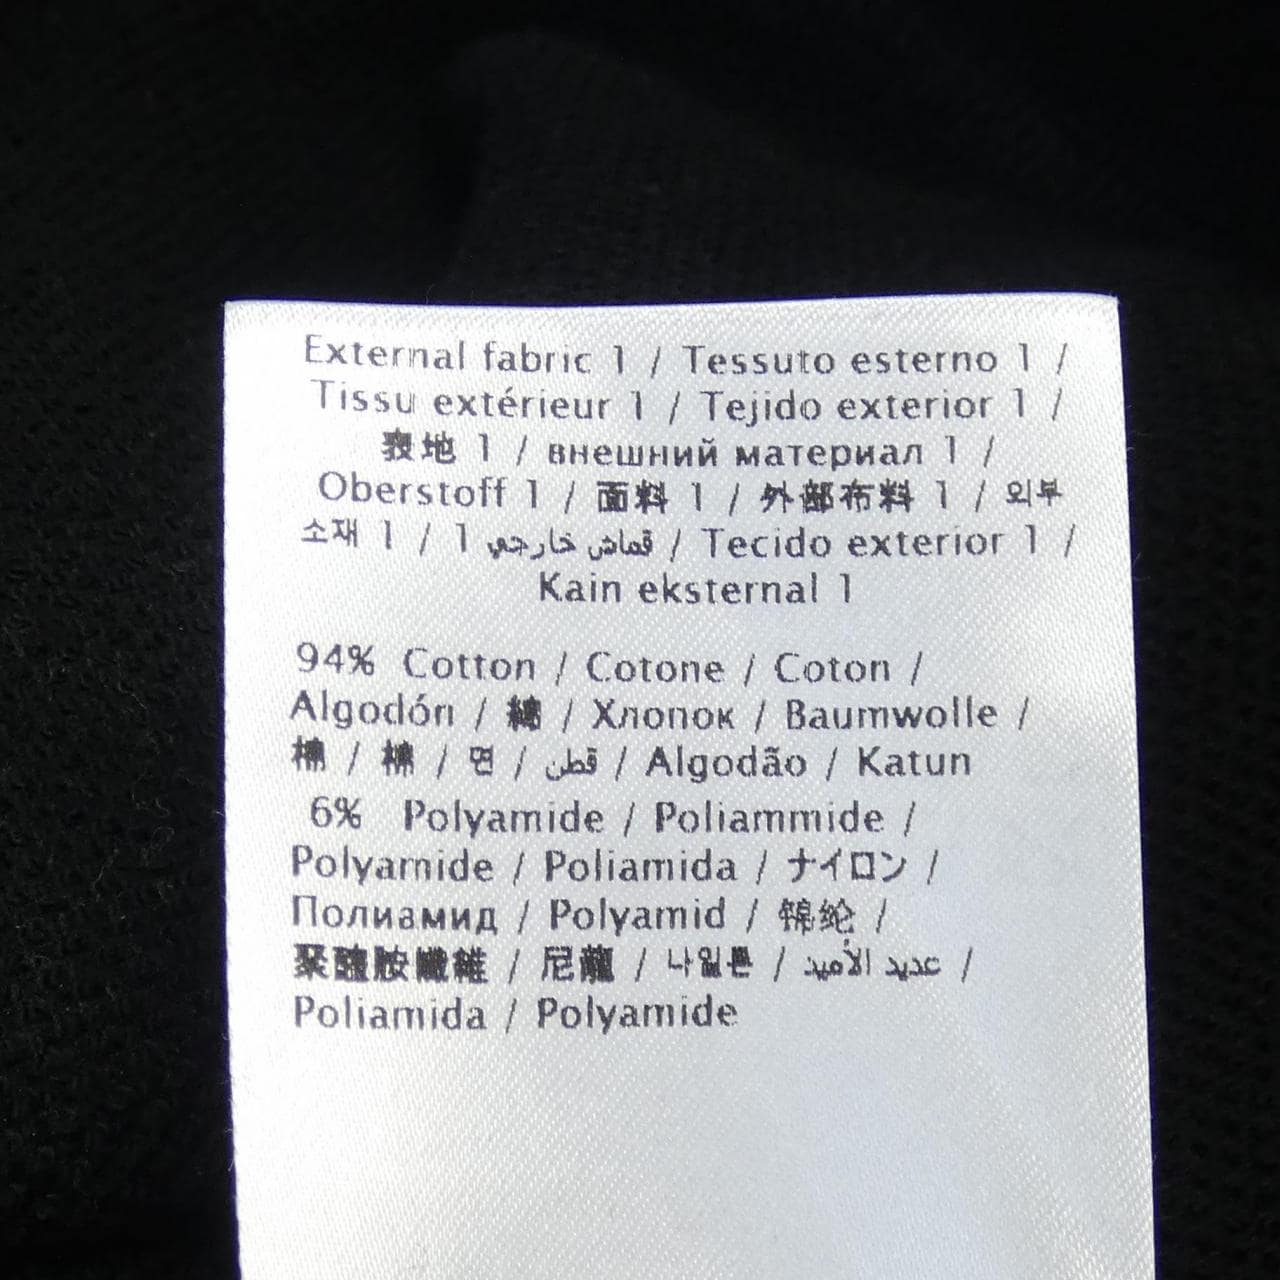 External fabric 1 / Tessuto esterno 1 /
Tissu extérieur 1 / Tejido exterior 1 /
表地 1 / внешний материал 1 /
Oberstoff 1 / 面料 1 / 外部布料 1 / 외부
소재 1 / 1 قماش خارجي / Tecido exterior 1 /
Kain eksternal 1
94% Cotton / Cotone / Coton /
Algodón / 綿 / Хлопок / Baumwolle /
棉 / 棉 / 면 / قطن / Algodão / Katun
6% Polyamide / Poliammide /
Polyamide / Poliamida / ナイロン /
Полиамид / Polyamid / 锦纶 /
聚醯胺纖維 / 尼龍 / 나일론 / عديد الأميد /
Poliamida / Polyamide